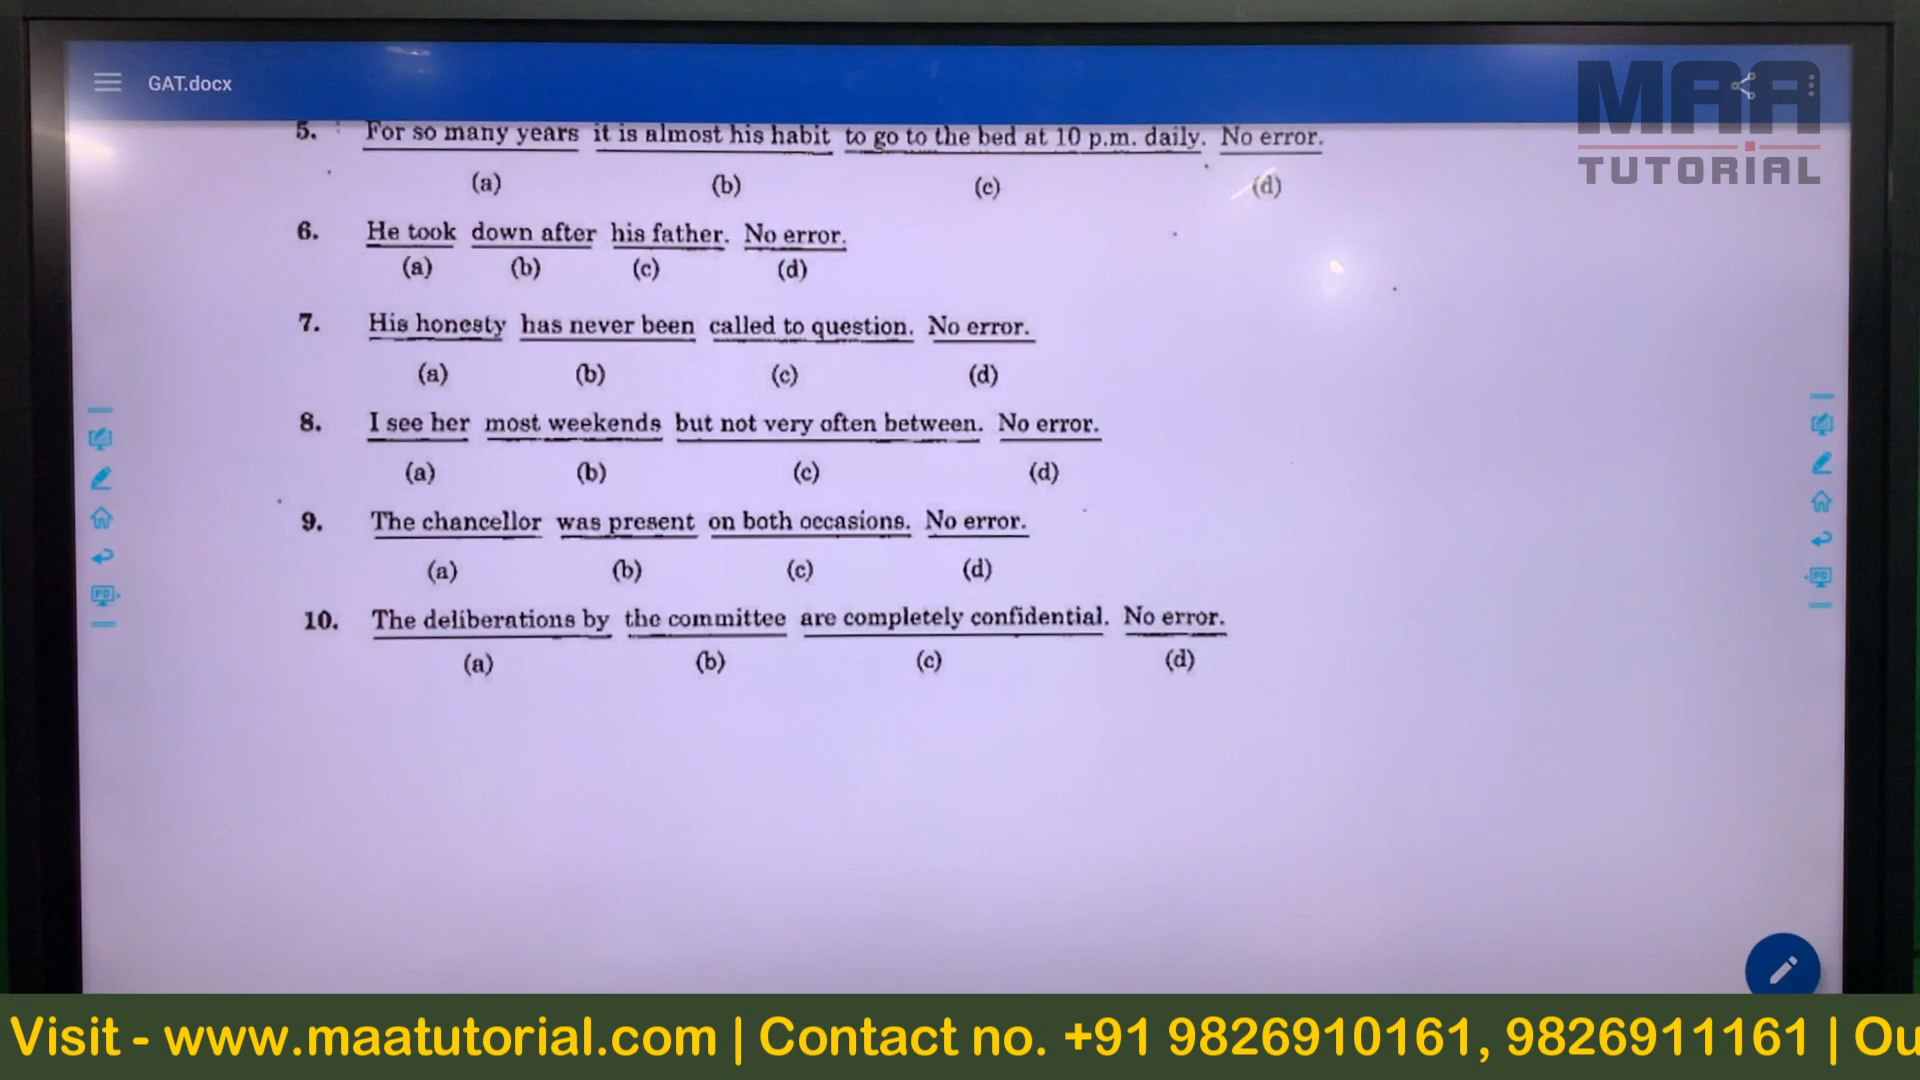 GAT.docx
MAA
TUTORIAL
5. For so many years it is almost his habit to go to the bed at 10 p.m. daily. No error.
(a) (b) (c) (d)
6. He took down after his father. No error.
(a) (b) (c) (d)
7. His honesty has never been called to question. No error.
(a) (b) (c) (d)
8. I see her most weekends but not very often between. No error.
(a) (b) (c) (d)
9. The chancellor was present on both occasions. No error.
(a) (b) (c) (d)
10. The deliberations by the committee are completely confidential. No error.
(a) (b) (c) (d)
Visit - www.maatutorial.com | Contact no. +91 9826910161, 9826911161 | Ou